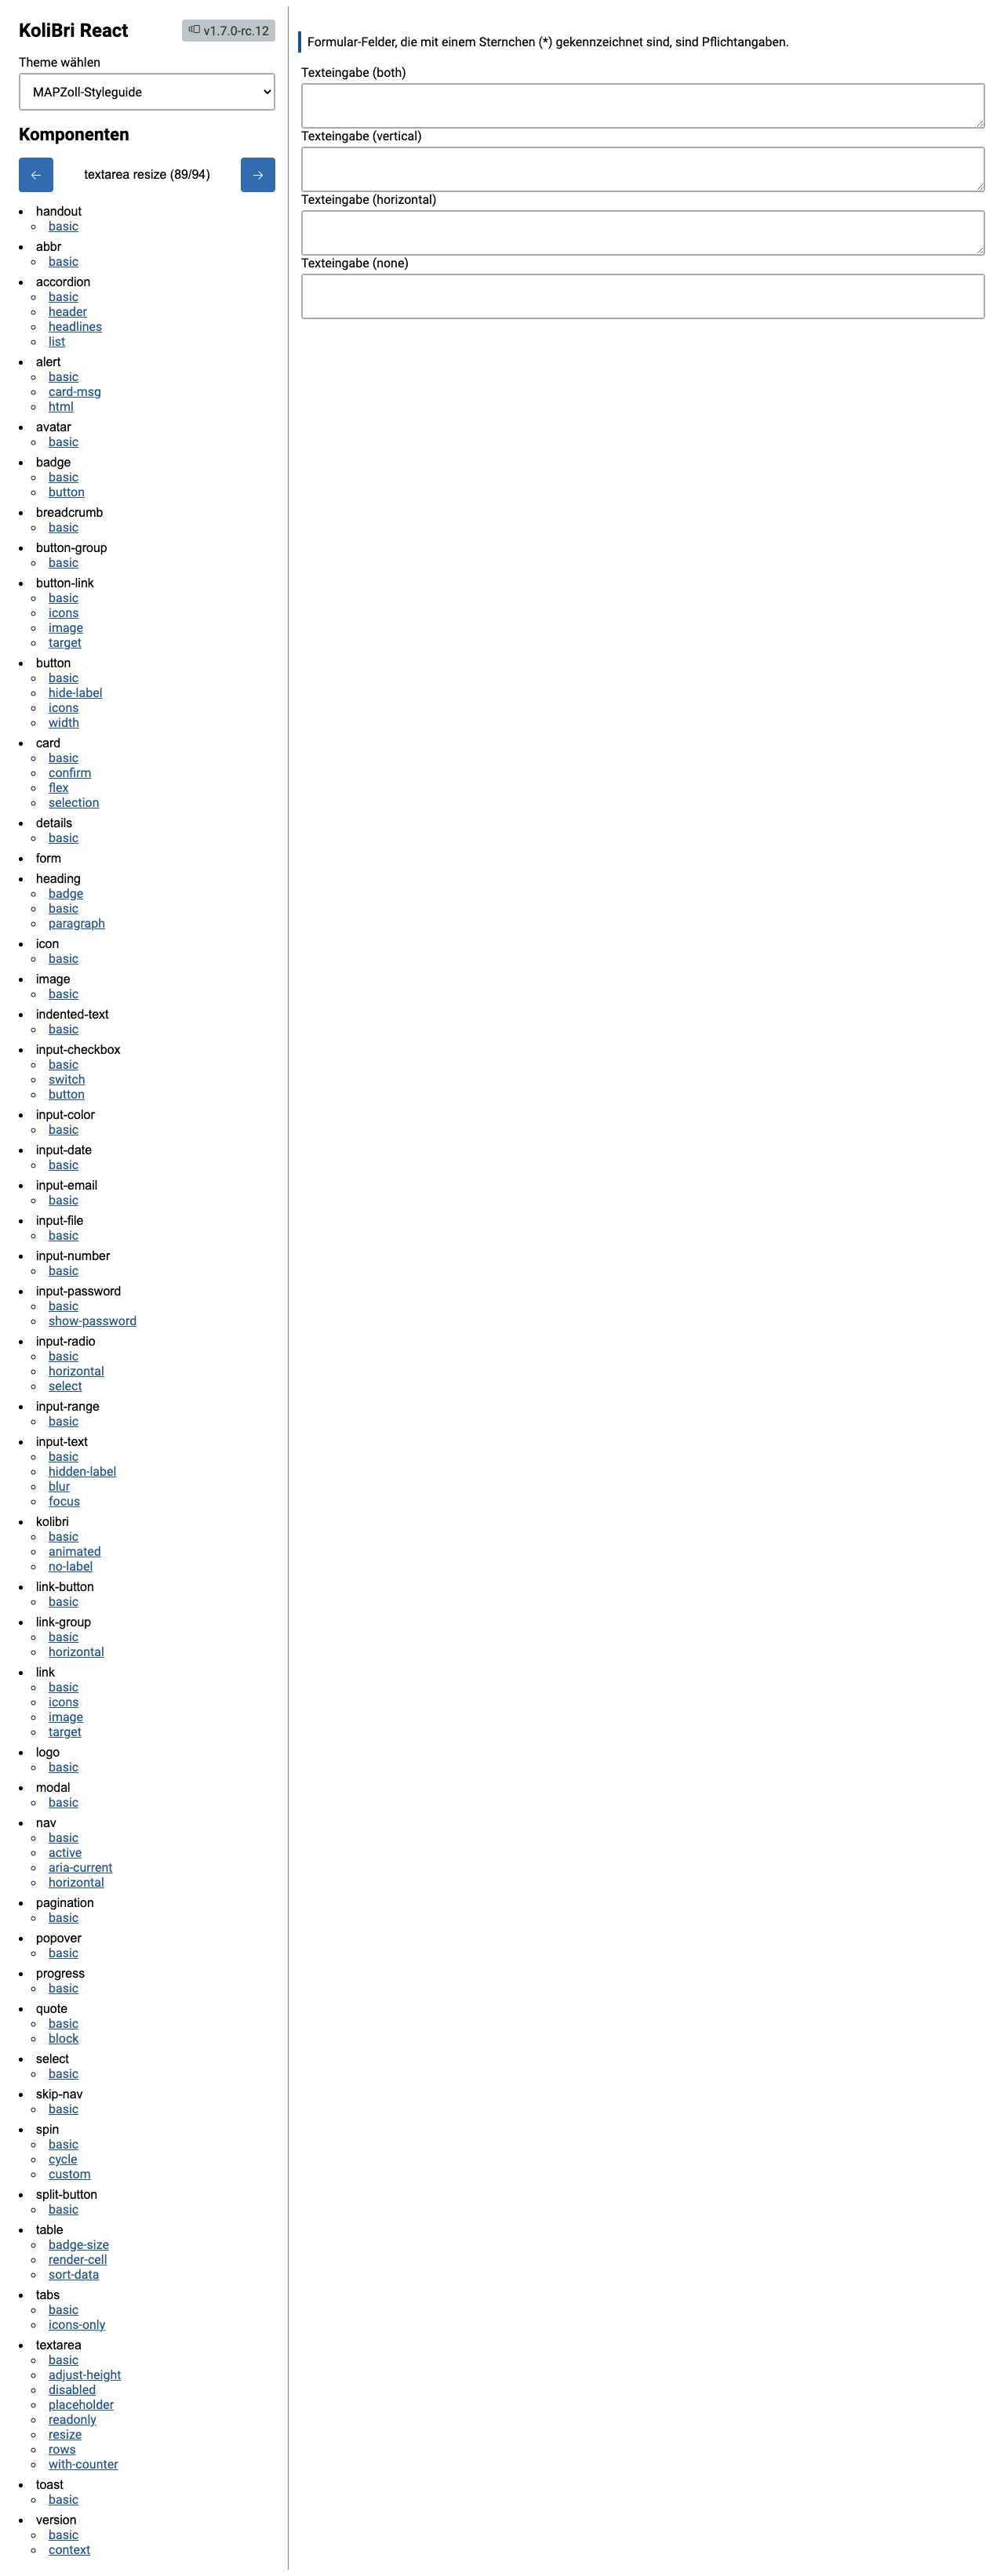 KoliBri React
v1.7.0-rc.12
Theme wählen
MAPZoll-Styleguide
Komponenten
← textarea resize (89/94) →
handout
basic
abbr
basic
accordion
basic
header
headlines
list
alert
basic
card-msg
html
avatar
basic
badge
basic
button
breadcrumb
basic
button-group
basic
button-link
basic
icons
image
target
button
basic
hide-label
icons
width
card
basic
confirm
flex
selection
details
basic
form
heading
badge
basic
paragraph
icon
basic
image
basic
indented-text
basic
input-checkbox
basic
switch
button
input-color
basic
input-date
basic
input-email
basic
input-file
basic
input-number
basic
input-password
basic
show-password
input-radio
basic
horizontal
select
input-range
basic
input-text
basic
hidden-label
blur
focus
kolibri
basic
animated
no-label
link-button
basic
link-group
basic
horizontal
link
basic
icons
image
target
logo
basic
modal
basic
nav
basic
active
aria-current
horizontal
pagination
basic
popover
basic
progress
basic
quote
basic
block
select
basic
skip-nav
basic
spin
basic
cycle
custom
split-button
basic
table
badge-size
render-cell
sort-data
tabs
basic
icons-only
textarea
basic
adjust-height
disabled
placeholder
readonly
resize
rows
with-counter
toast
basic
version
basic
context
Formular-Felder, die mit einem Sternchen (*) gekennzeichnet sind, sind Pflichtangaben.
Texteingabe (both)
Texteingabe (vertical)
Texteingabe (horizontal)
Texteingabe (none)